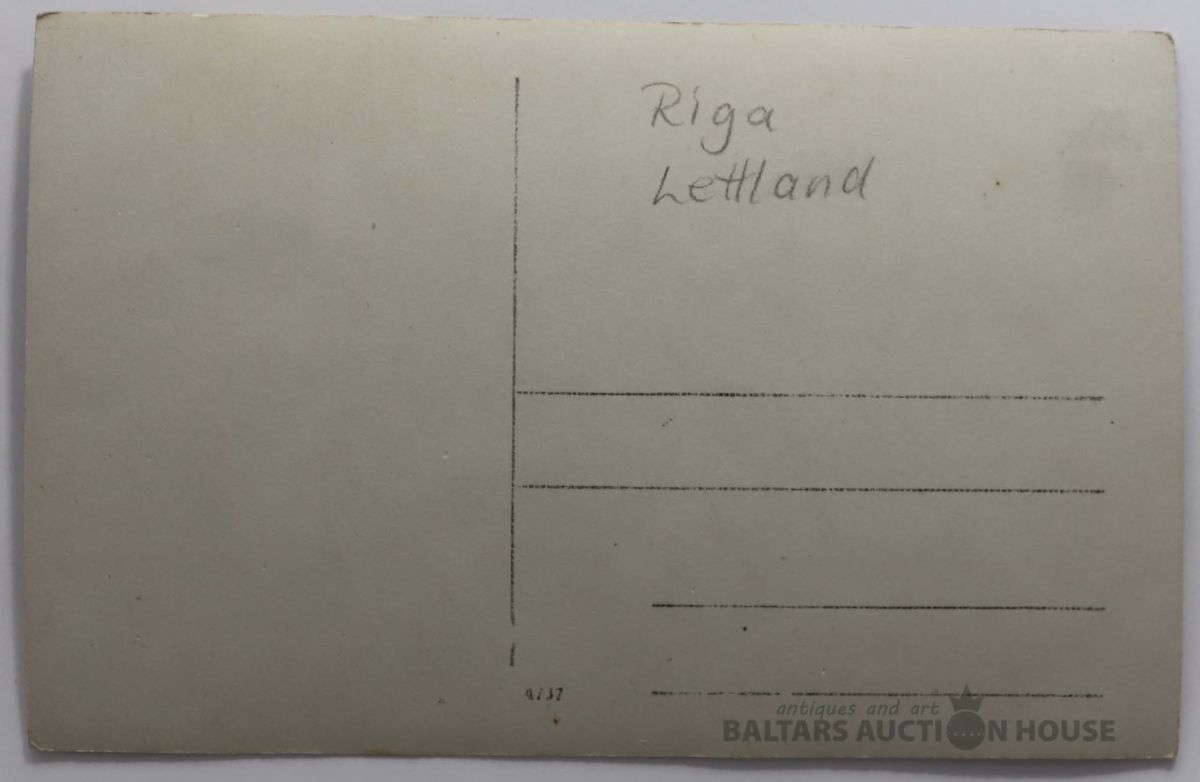 Riga
Lettland
antiques and art
BALTARS AUCTION HOUSE